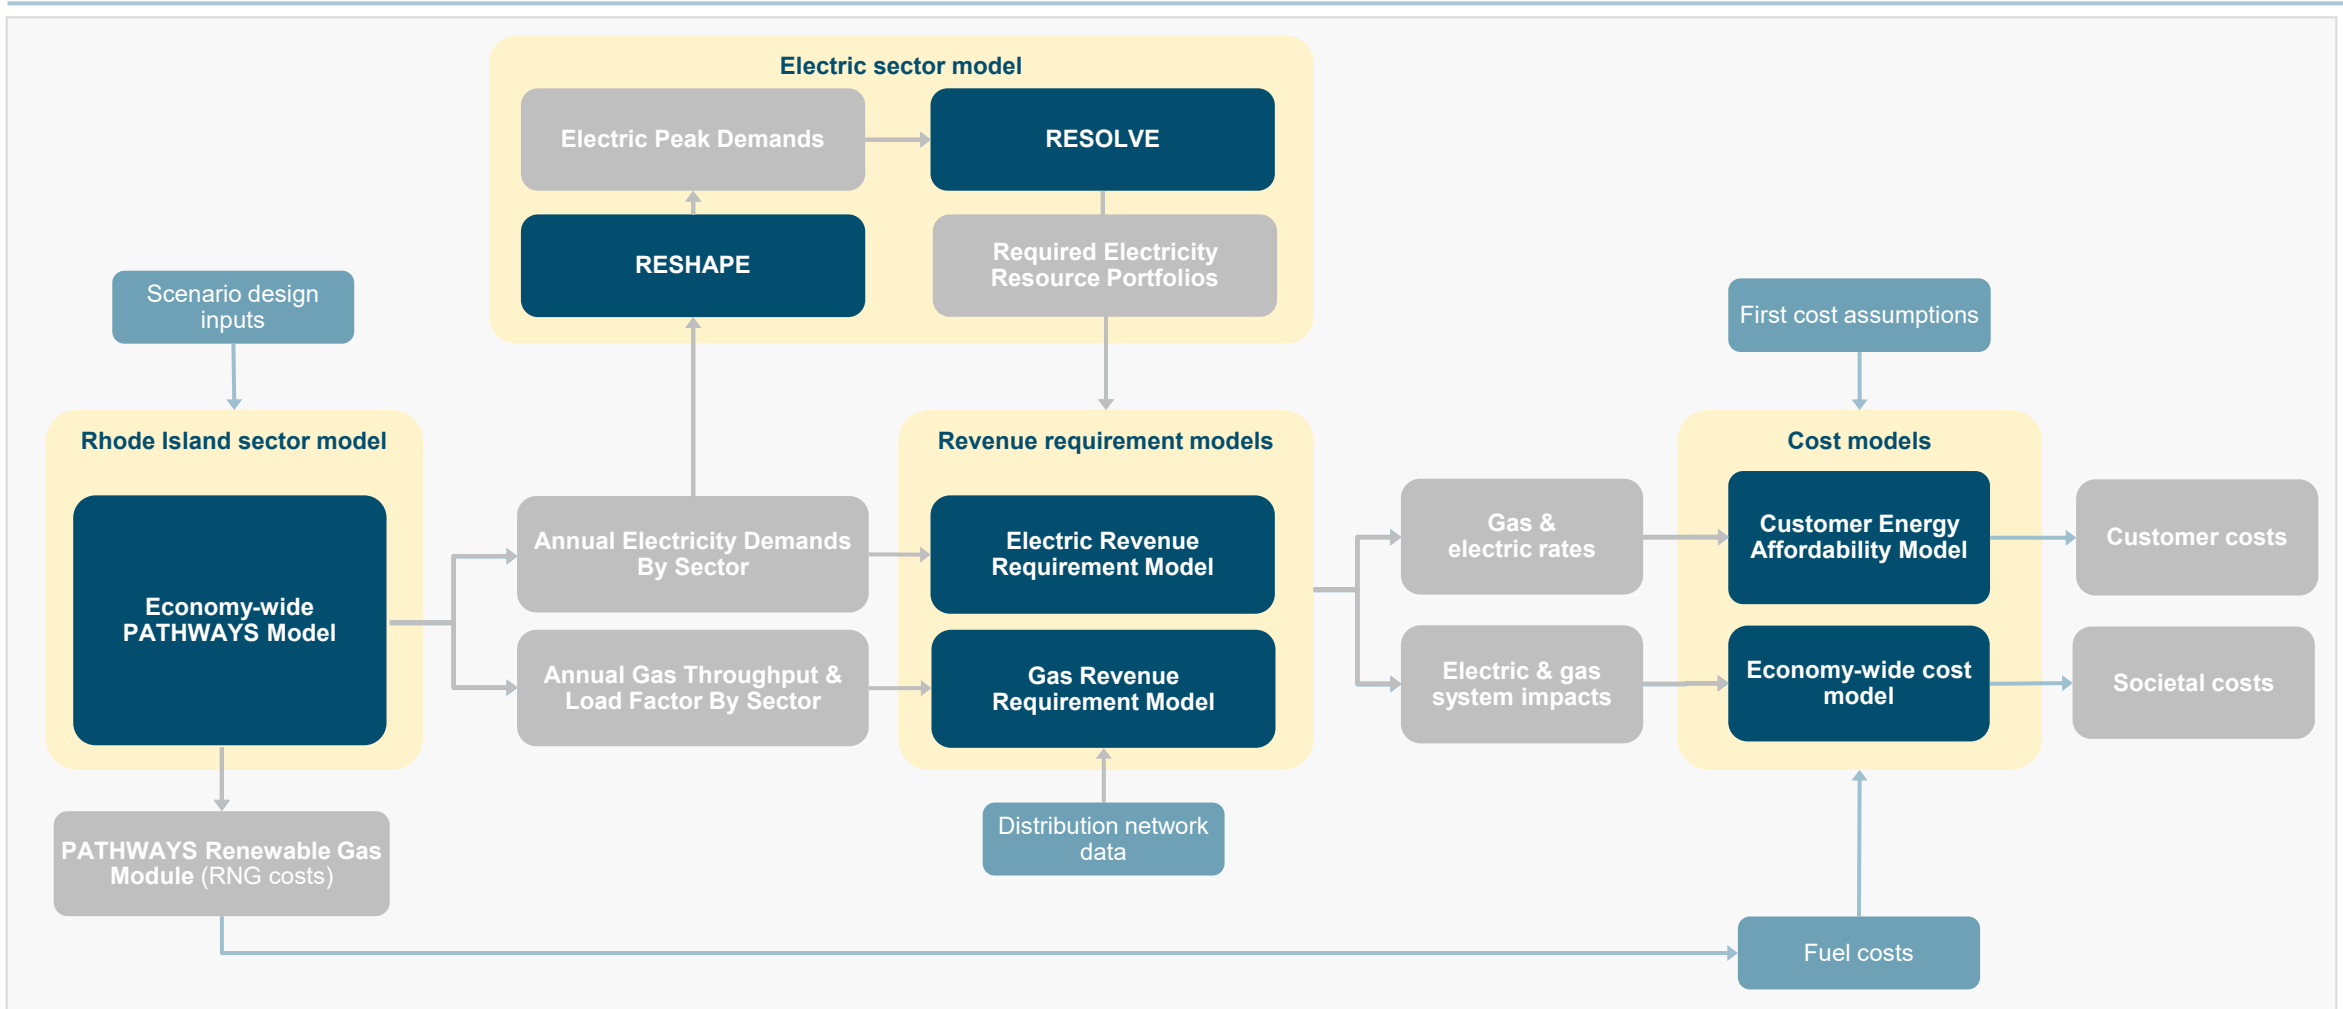 Electric sector model
Electric Peak Demands
RESOLVE
RESHAPE
Required Electricity
Resource Portfolios
Scenario design
inputs
First cost assumptions
Rhode Island sector model
Economy-wide
PATHWAYS Model
Annual Electricity Demands
By Sector
Annual Gas Throughput &
Load Factor By Sector
Revenue requirement models
Electric Revenue
Requirement Model
Gas Revenue
Requirement Model
Gas &
electric rates
Electric & gas
system impacts
Cost models
Customer Energy
Affordability Model
Economy-wide cost
model
Customer costs
Societal costs
PATHWAYS Renewable Gas
Module (RNG costs)
Distribution network
data
Fuel costs